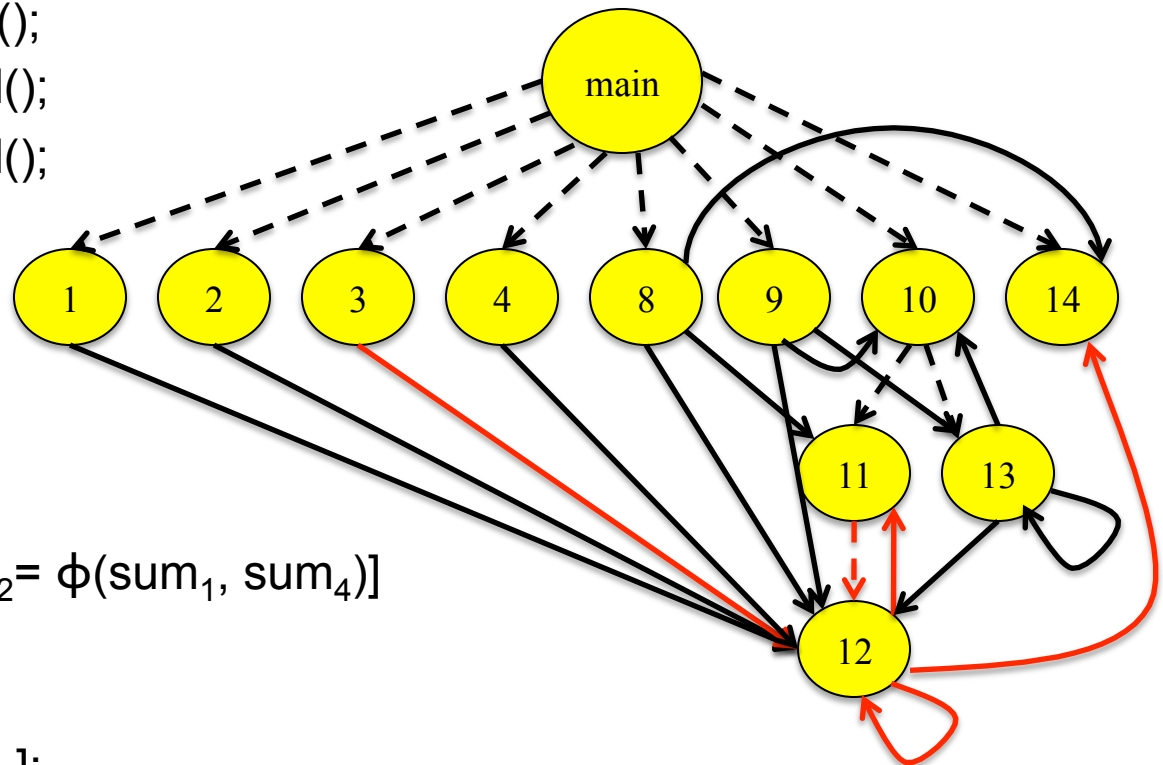 ();
l();
l();
main
1 2 3 4 8 9 10 14
11 13
₂= ϕ(sum₁, sum₄)]
12
];